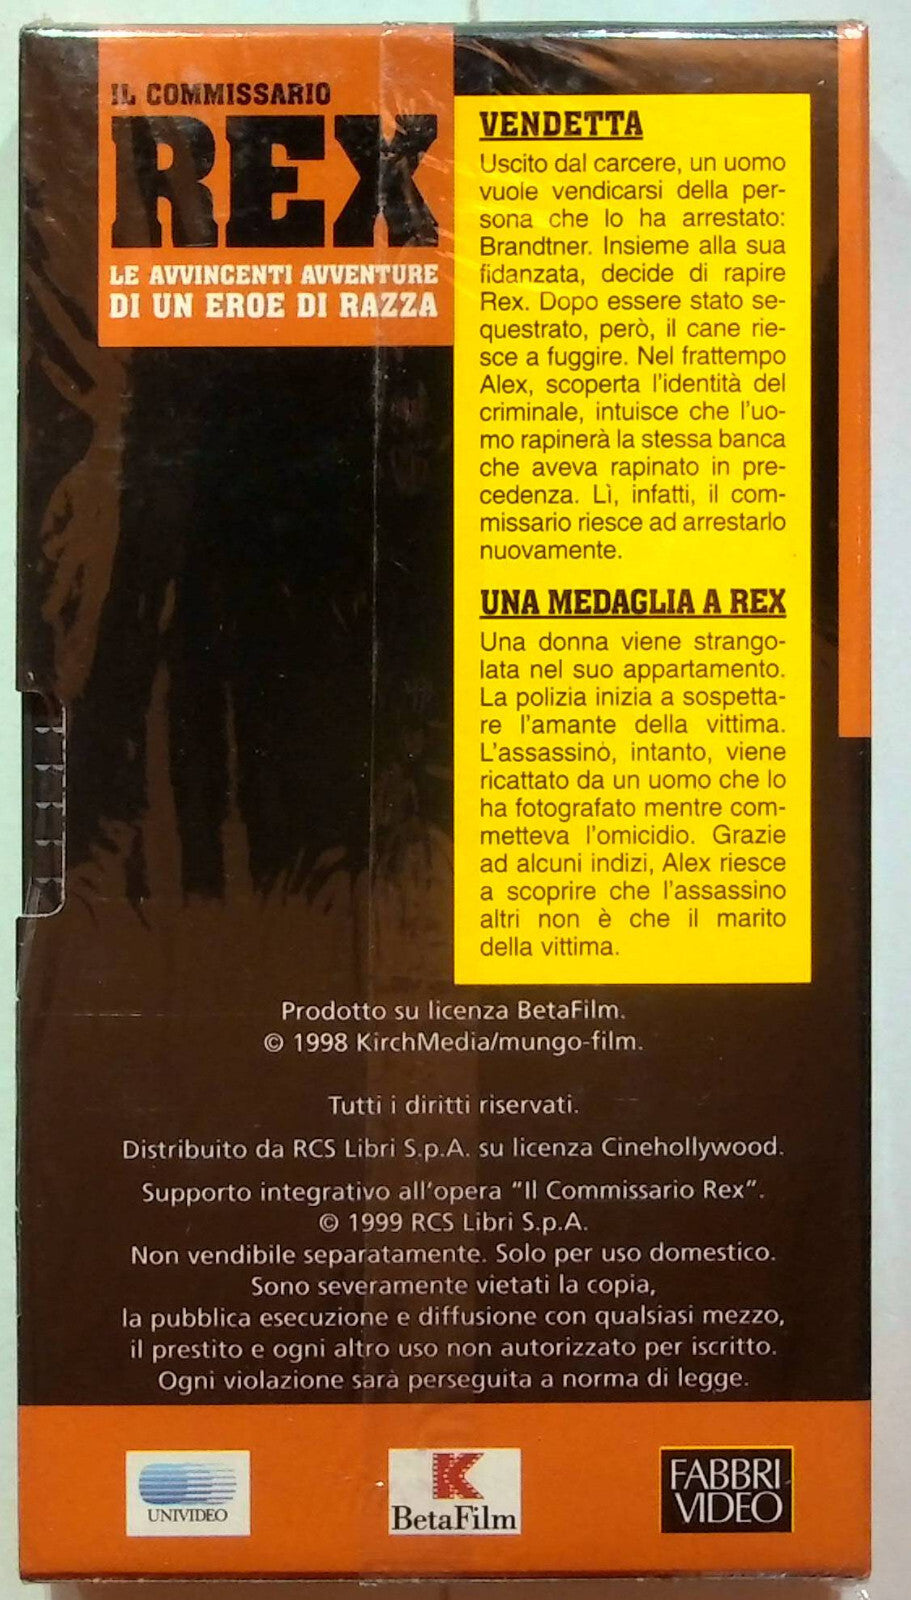 IL COMMISSARIO
REX
LE AVVINCENTI AVVENTURE
DI UN EROE DI RAZZA
VENDETTA
Uscito dal carcere, un uomo
vuole vendicarsi della per-
sona che lo ha arrestato:
Brandtner. Insieme alla sua
fidanzata, decide di rapire
Rex. Dopo essere stato se-
questrato, però, il cane rie-
sce a fuggire. Nel frattempo
Alex, scoperta l'identità del
criminale, intuisce che l'uo-
mo rapinerà la stessa banca
che aveva rapinato in pre-
cedenza. Lì, infatti, il com-
missario riesce ad arrestarlo
nuovamente.
UNA MEDAGLIA A REX
Una donna viene strango-
lata nel suo appartamento.
La polizia inizia a sospetta-
re l'amante della vittima.
L'assassinò, intanto, viene
ricattato da un uomo che lo
ha fotografato mentre com-
metteva l'omicidio. Grazie
ad alcuni indizi, Alex riesce
a scoprire che l'assassino
altri non è che il marito
della vittima.
Prodotto su licenza BetaFilm.
© 1998 KirchMedia/mungo-film.
Tutti i diritti riservati.
Distribuito da RCS Libri S.p.A. su licenza Cinehollywood.
Supporto integrativo all'opera "Il Commissario Rex".
© 1999 RCS Libri S.p.A.
Non vendibile separatamente. Solo per uso domestico.
Sono severamente vietati la copia,
la pubblica esecuzione e diffusione con qualsiasi mezzo,
il prestito e ogni altro uso non autorizzato per iscritto.
Ogni violazione sarà perseguita a norma di legge.
UNIVIDEO
K
BetaFilm
FABBRI
VIDEO